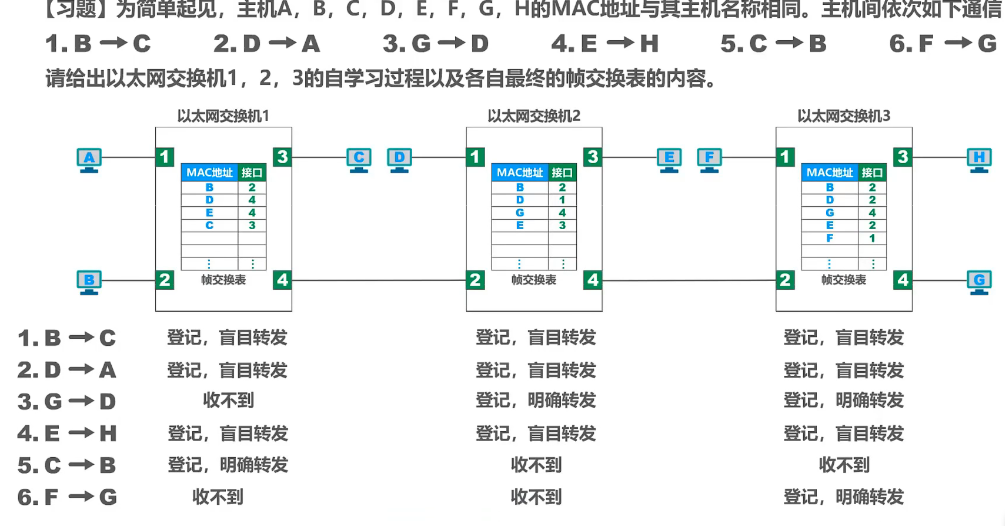 【习题】为简单起见，主机A，B，C，D，E，F，G，H的MAC地址与其主机名称相同。主机间依次如下通信
1. B → C 2. D → A 3. G → D 4. E → H 5. C → B 6. F → G
请给出以太网交换机1，2，3的自学习过程以及各自最终的帧交换表的内容。
以太网交换机1 以太网交换机2 以太网交换机3
A 1 3 C D 1 3 E F 1 3 H
MAC地址 接口 MAC地址 接口 MAC地址 接口
B 2 B 2 B 2
D 4 D 1 D 2
E 4 G 4 G 4
C 3 E 3 E 2
F 1
⋮ ⋮ ⋮ ⋮ ⋮ ⋮
B 2 帧交换表 4 2 帧交换表 4 2 帧交换表 4 G
1. B → C 登记，盲目转发 登记，盲目转发 登记，盲目转发
2. D → A 登记，盲目转发 登记，盲目转发 登记，盲目转发
3. G → D 收不到 登记，明确转发 登记，明确转发
4. E → H 登记，盲目转发 登记，盲目转发 登记，盲目转发
5. C → B 登记，明确转发 收不到 收不到
6. F → G 收不到 收不到 登记，明确转发